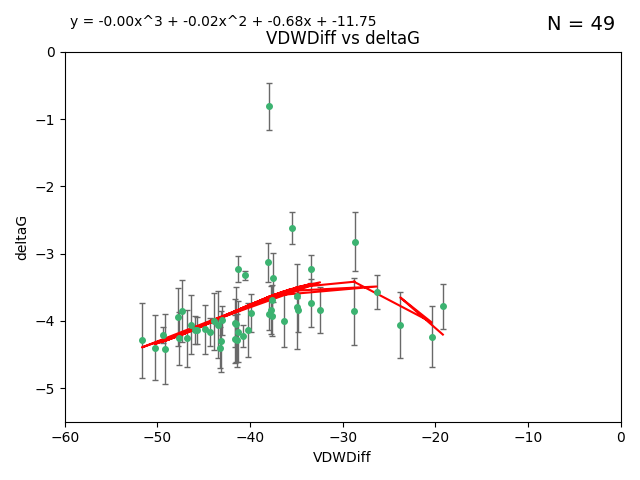 y = -0.00x^3 + -0.02x^2 + -0.68x + -11.75
N = 49
VDWDiff vs deltaG
0
−1
−2
−3
−4
−5
deltaG
−60 −50 −40 −30 −20 −10 0
VDWDiff